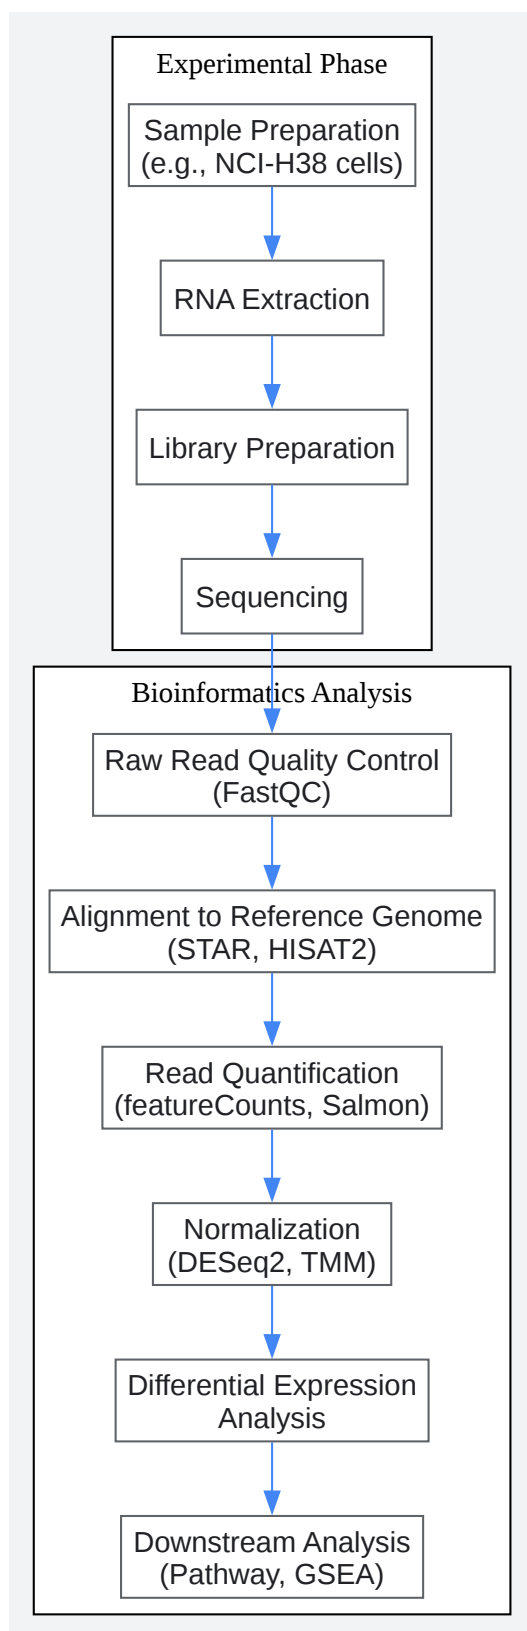 Experimental Phase
Sample Preparation
(e.g., NCI-H38 cells)
RNA Extraction
Library Preparation
Sequencing
Bioinformatics Analysis
Raw Read Quality Control
(FastQC)
Alignment to Reference Genome
(STAR, HISAT2)
Read Quantification
(featureCounts, Salmon)
Normalization
(DESeq2, TMM)
Differential Expression
Analysis
Downstream Analysis
(Pathway, GSEA)